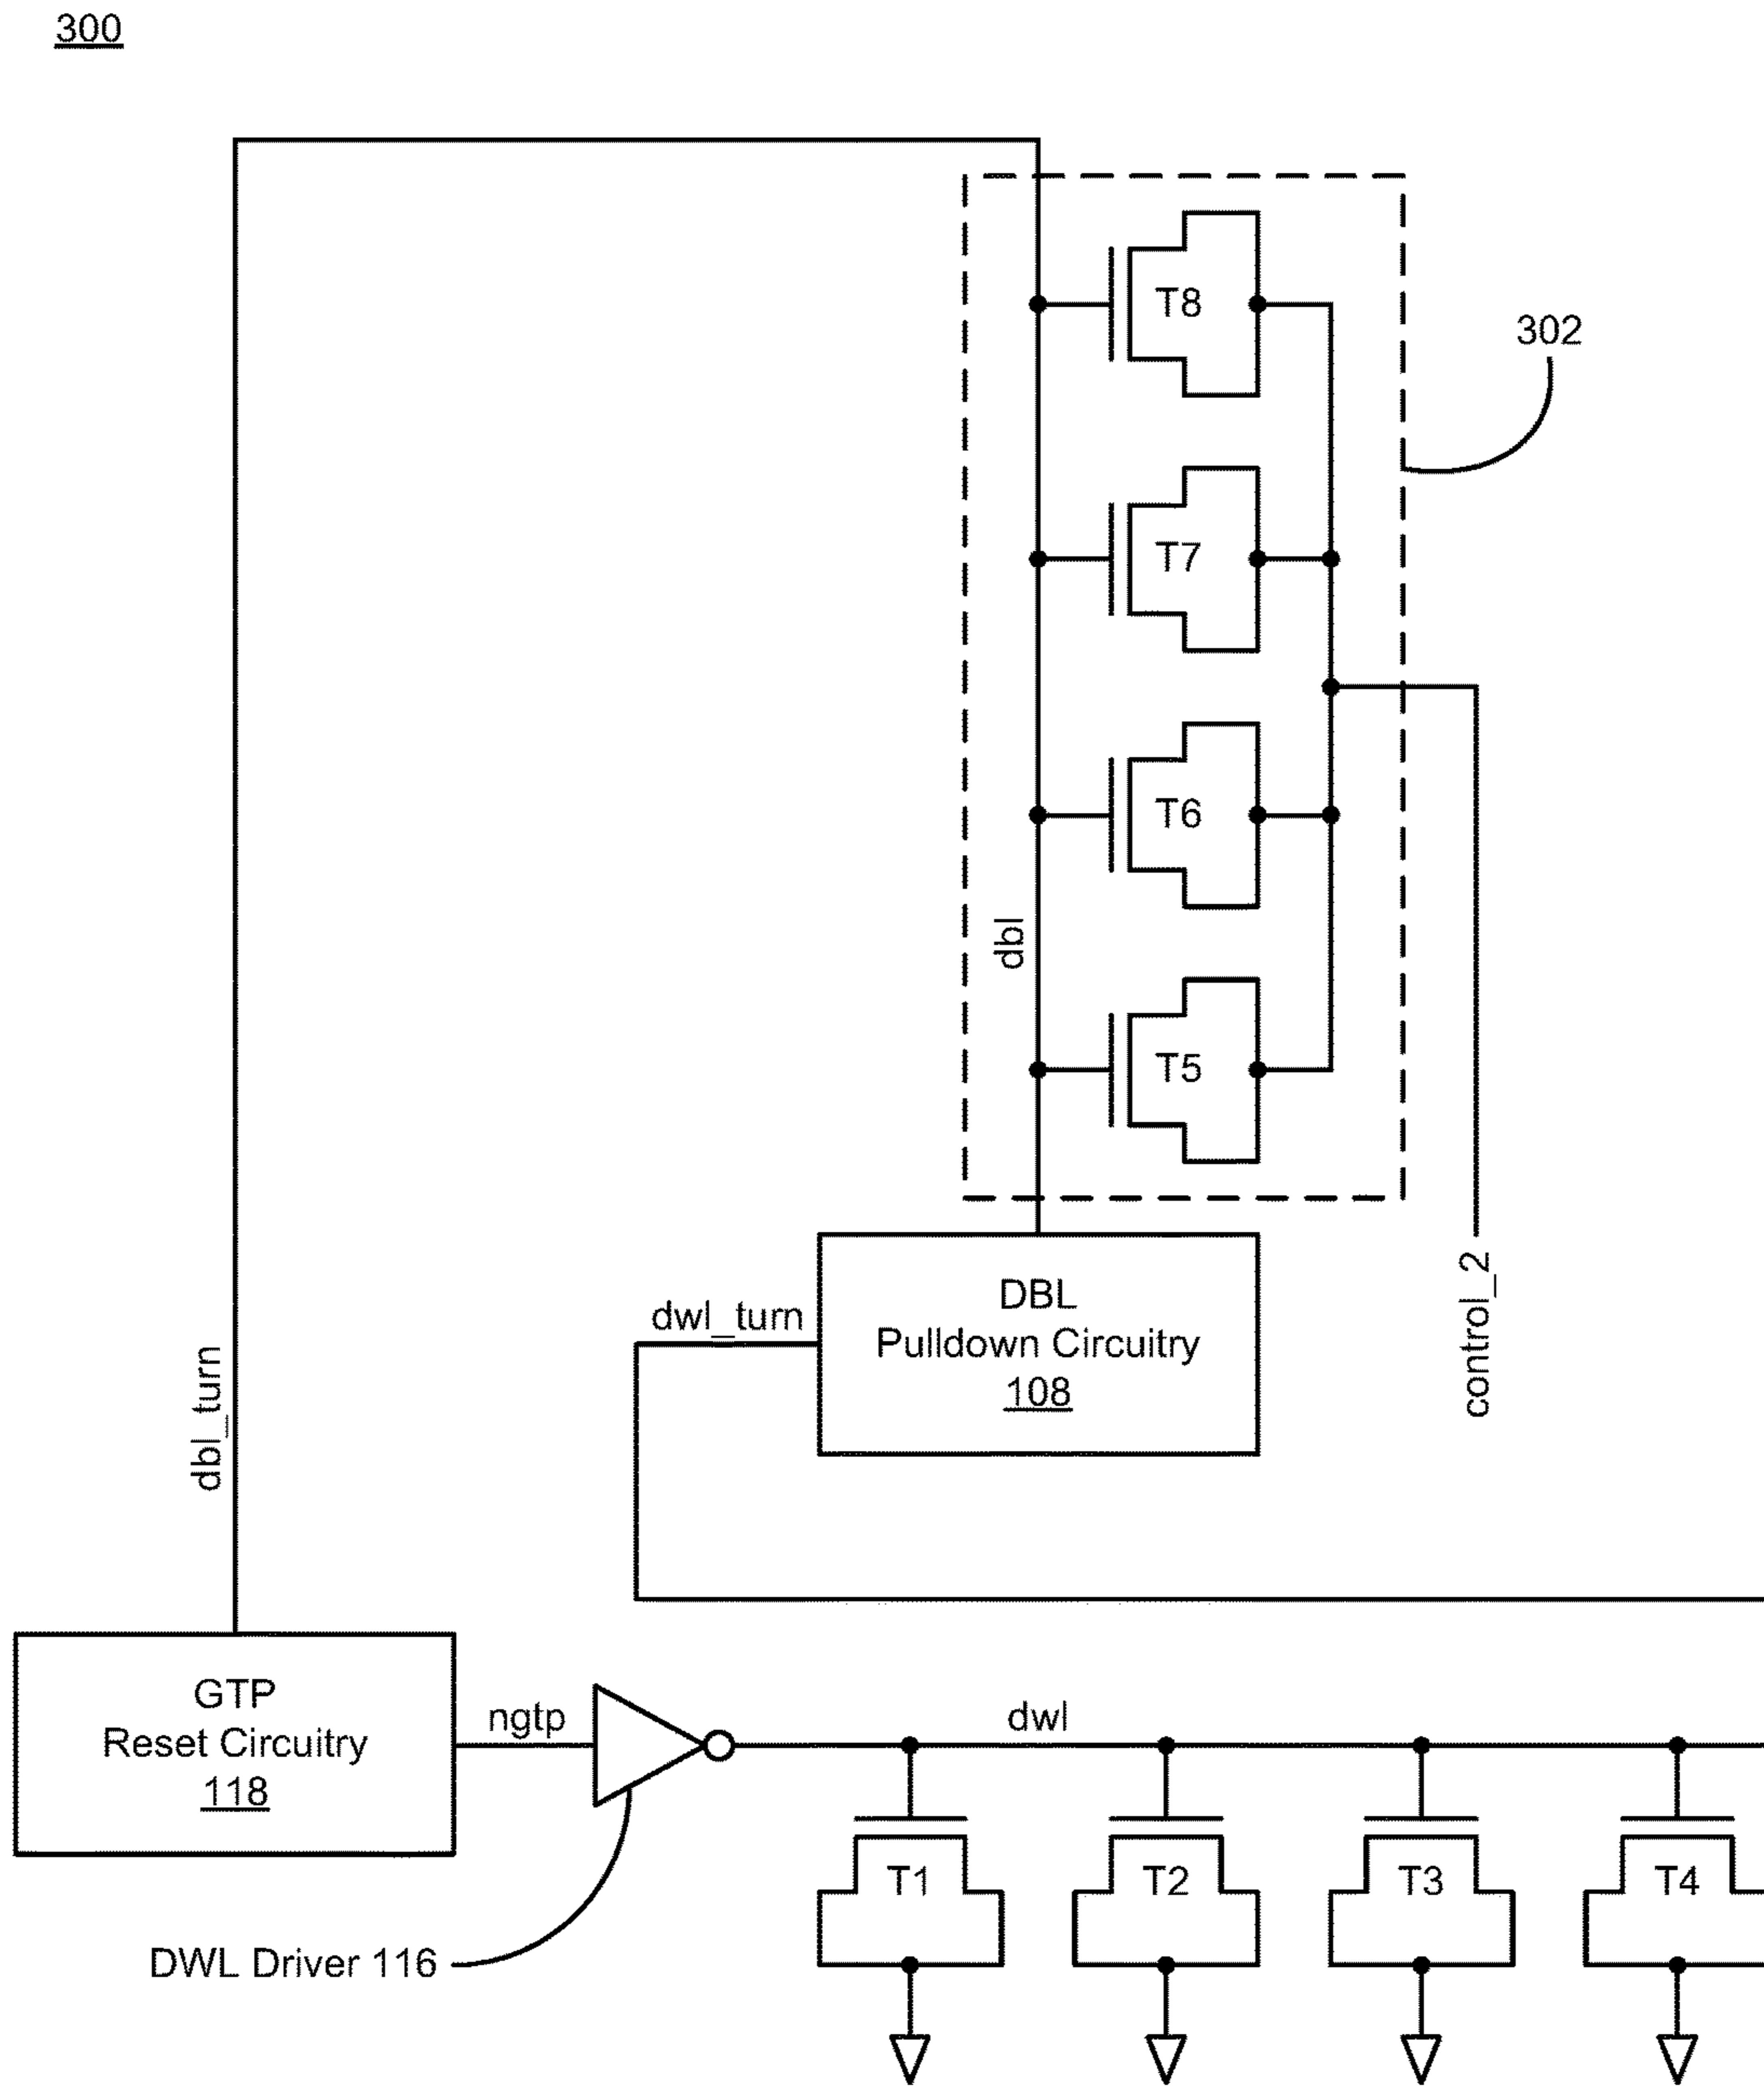 300
T8
302
T7
T6
dbl
T5
DBL
Pulldown Circuitry
108
dwl_turn
control_2
dbl_turn
GTP
Reset Circuitry
118
ngtp
dwl
T1
T2
T3
T4
DWL Driver 116